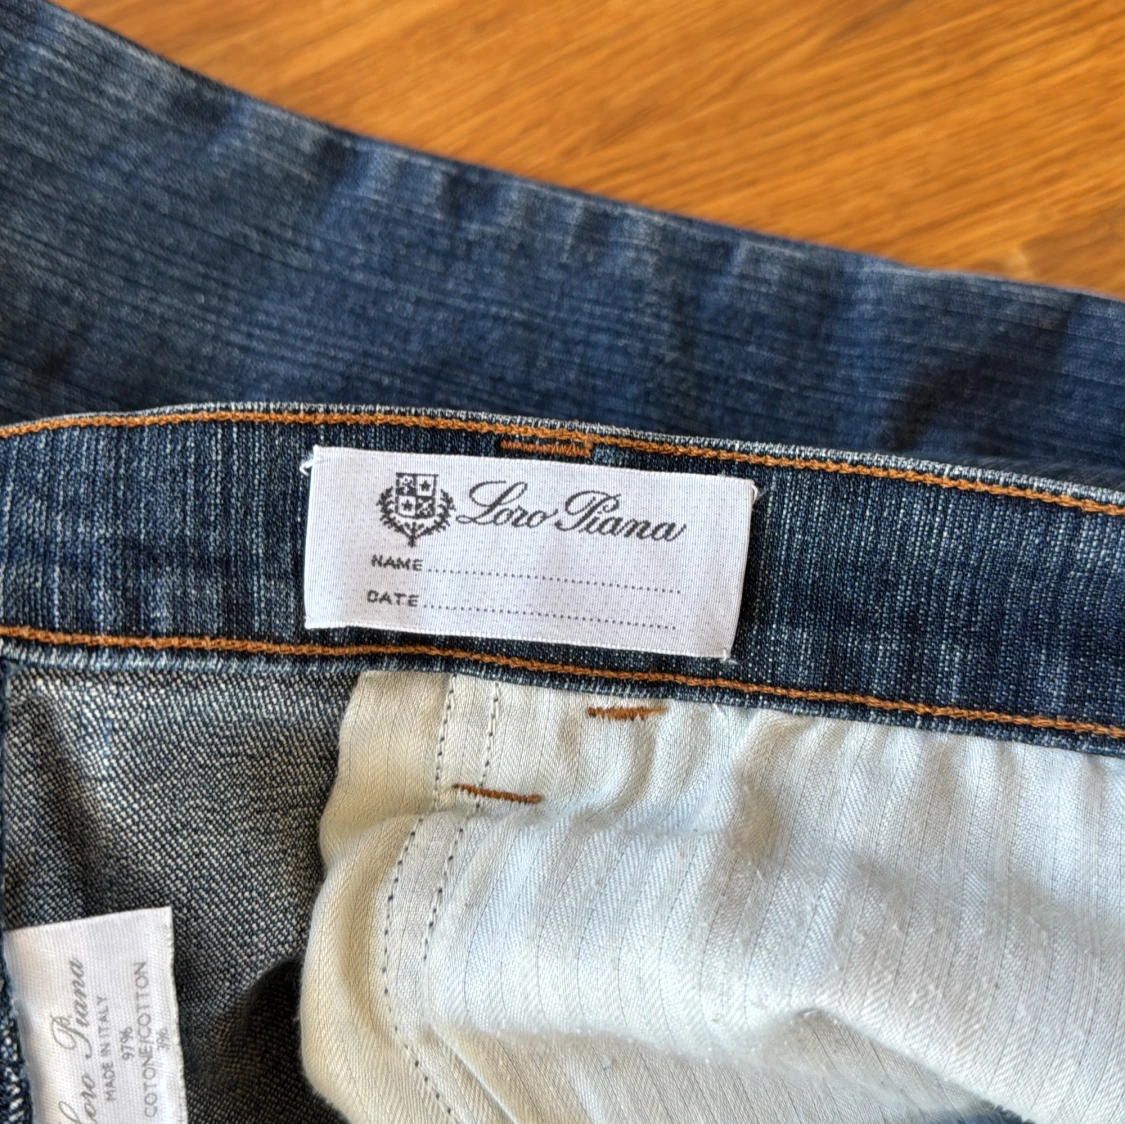 Loro Piana
NAME
DATE
Loro Piana
MADE IN ITALY
97%
COTONE/COTTON
3%